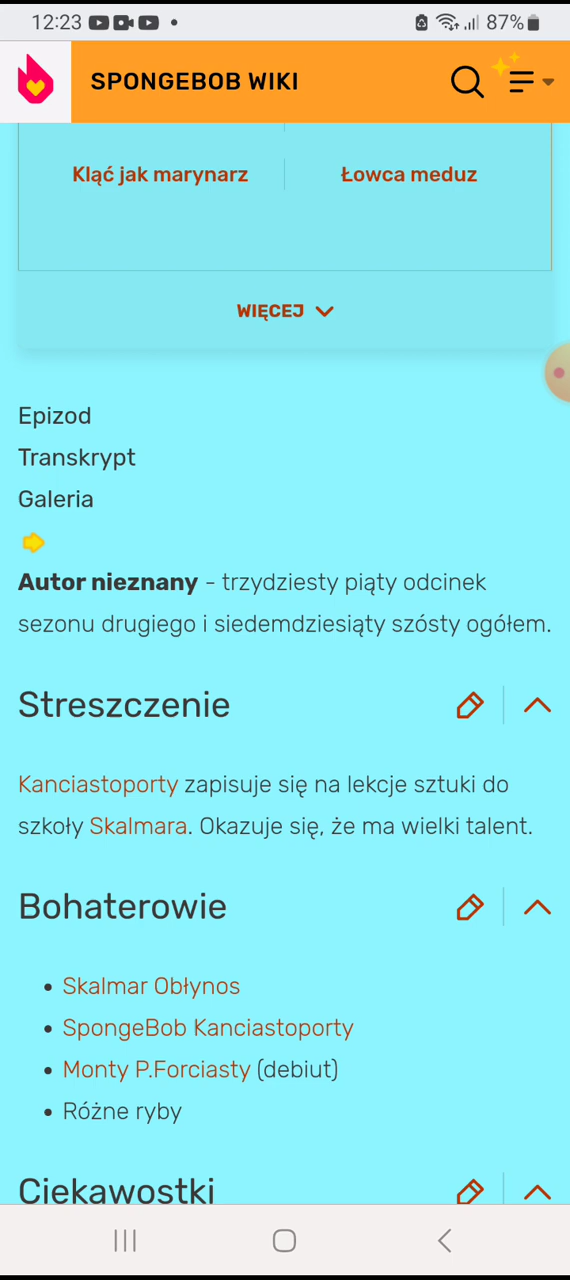 12:23
87%
SPONGEBOB WIKI
Kląć jak marynarz
Łowca meduz
WIĘCEJ
Epizod
Transkrypt
Galeria
Autor nieznany - trzydziesty piąty odcinek
sezonu drugiego i siedemdziesiąty szósty ogółem.
Streszczenie
Kanciastoporty zapisuje się na lekcje sztuki do
szkoły Skalmara. Okazuje się, że ma wielki talent.
Bohaterowie
• Skalmar Obłynos
• SpongeBob Kanciastoporty
• Monty P.Forciasty (debiut)
• Różne ryby
Ciekawostki